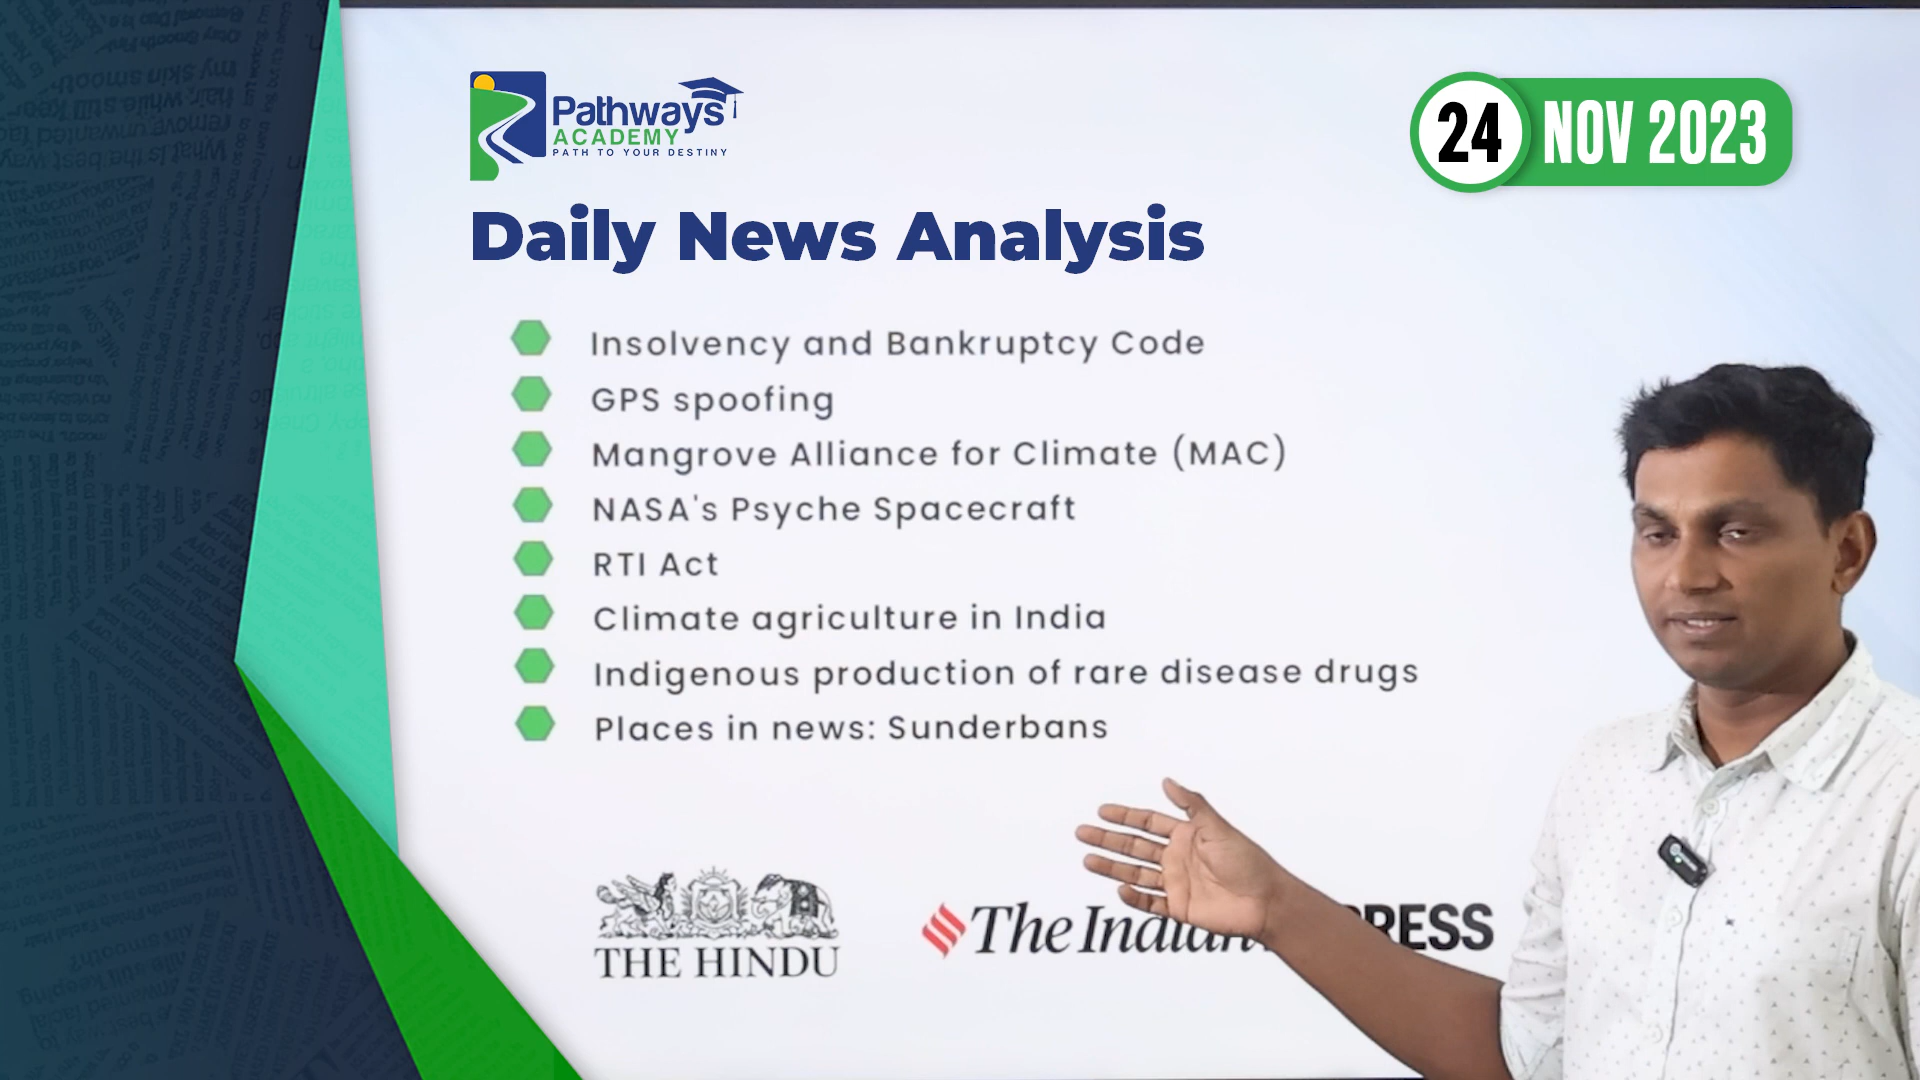 Pathways
ACADEMY
PATH TO YOUR DESTINY
24 NOV 2023
Daily News Analysis
Insolvency and Bankruptcy Code
GPS spoofing
Mangrove Alliance for Climate (MAC)
NASA's Psyche Spacecraft
RTI Act
Climate agriculture in India
Indigenous production of rare disease drugs
Places in news: Sunderbans
THE HINDU
The Indian PRESS